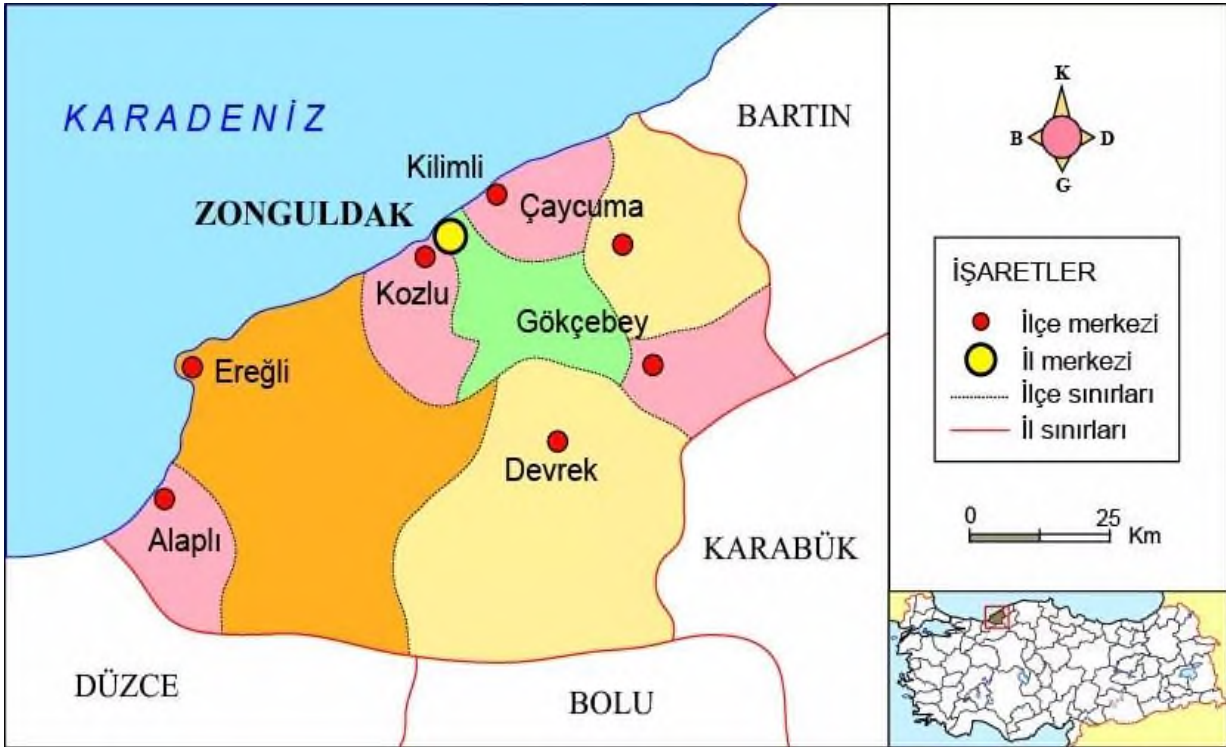 KARADENİZ
BARTIN
Kilimli
ZONGULDAK
Çaycuma
Kozlu
Gökçebey
Ereğli
Devrek
Alaplı
KARABÜK
DÜZCE
BOLU
K
B D
G
İŞARETLER
İlçe merkezi
İl merkezi
İlçe sınırları
İl sınırları
0 25
Km